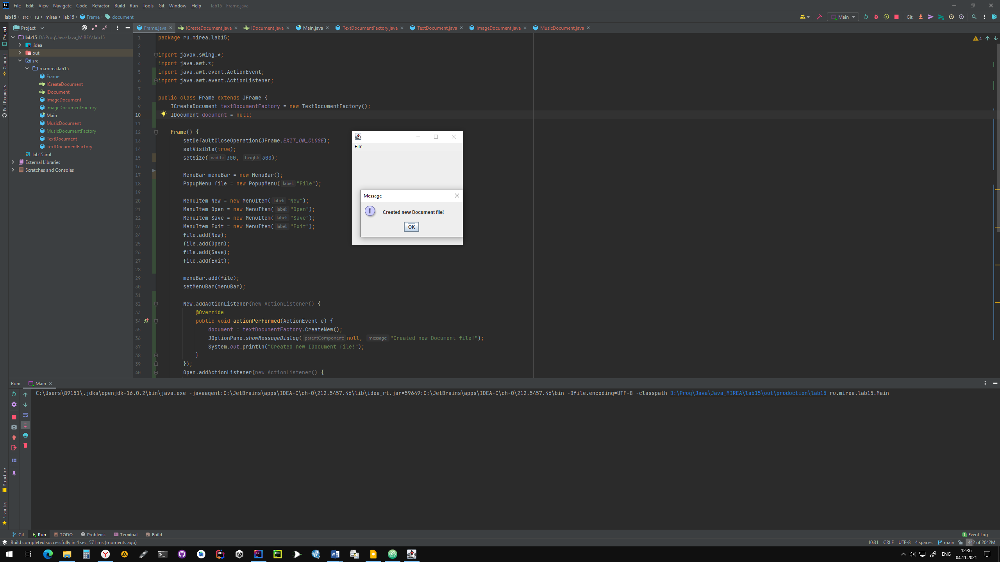 File Edit View Navigate Code Refactor Build Run Tools Git Window Help lab15 - Frame.java
lab15 src ru mirea lab15 Frame document
Main Git:
Project
Frame.java ICreateDocument.java IDocument.java Main.java TextDocumentFactory.java TextDocument.java ImageDocument.java MusicDocument.java
Project
Commit
Pull Requests
lab15 D:\Prog\Java\Java_MIREA\lab15
.idea
out
src
ru.mirea.lab15
Frame
ICreateDocument
IDocument
ImageDocument
ImageDocumentFactory
Main
MusicDocument
MusicDocumentFactory
TextDocument
TextDocumentFactory
lab15.iml
External Libraries
Scratches and Consoles
4
1 package ru.mirea.lab15;
2
3 import javax.swing.*;
4 import java.awt.*;
5 import java.awt.event.ActionEvent;
6 import java.awt.event.ActionListener;
7
8 public class Frame extends JFrame {
9 ICreateDocument textDocumentFactory = new TextDocumentFactory();
10 IDocument document = null;
11
12 Frame() {
13 setDefaultCloseOperation(JFrame.EXIT_ON_CLOSE);
14 setVisible(true);
15 setSize( width: 300, height: 300);
16
17 MenuBar menuBar = new MenuBar();
18 PopupMenu file = new PopupMenu( label: "File");
19
20 MenuItem New = new MenuItem( label: "New");
21 MenuItem Open = new MenuItem( label: "Open");
22 MenuItem Save = new MenuItem( label: "Save");
23 MenuItem Exit = new MenuItem( label: "Exit");
24 file.add(New);
25 file.add(Open);
26 file.add(Save);
27 file.add(Exit);
28
29 menuBar.add(file);
30 setMenuBar(menuBar);
31
32 New.addActionListener(new ActionListener() {
33 @Override
34 public void actionPerformed(ActionEvent e) {
35 document = textDocumentFactory.CreateNew();
36 JOptionPane.showMessageDialog( parentComponent: null, message: "Created new Document file!");
37 System.out.println("Created new IDocument file!");
38 }
39 });
40 Open.addActionListener(new ActionListener() {
File
Message
Created new Document file!
OK
Run: Main
C:\Users\89151\.jdks\openjdk-16.0.2\bin\java.exe -javaagent:C:\JetBrains\apps\IDEA-C\ch-0\212.5457.46\lib\idea_rt.jar=59649:C:\JetBrains\apps\IDEA-C\ch-0\212.5457.46\bin -Dfile.encoding=UTF-8 -classpath D:\Prog\Java\Java_MIREA\lab15\out\production\lab15 ru.mirea.lab15.Main
Structure
Favorites
Git Run TODO Problems Terminal Build 1 Event Log
Build completed successfully in 4 sec, 571 ms (moments ago) 10:31 CRLF UTF-8 4 spaces main 442 of 2042M
ENG 12:36
04.11.2021